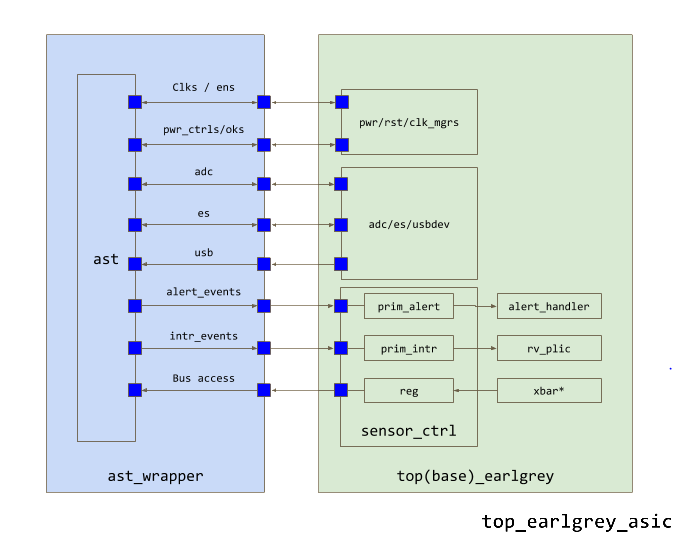 Clks / ens
pwr_ctrls/oks
pwr/rst/clk_mgrs
adc
es
adc/es/usbdev
usb
ast
alert_events
prim_alert
alert_handler
intr_events
prim_intr
rv_plic
Bus access
reg
xbar*
sensor_ctrl
ast_wrapper
top(base)_earlgrey
top_earlgrey_asic